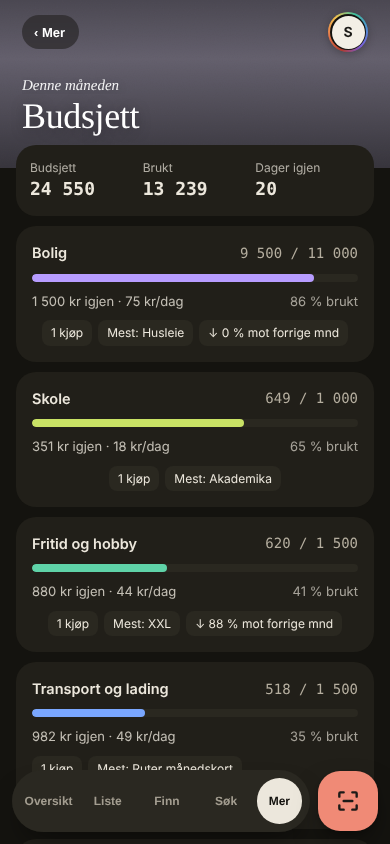 ‹ Mer
S
Denne måneden
Budsjett
Budsjett Brukt Dager igjen
24 550 13 239 20
Bolig 9 500 / 11 000
1 500 kr igjen · 75 kr/dag 86 % brukt
1 kjøp Mest: Husleie ↓ 0 % mot forrige mnd
Skole 649 / 1 000
351 kr igjen · 18 kr/dag 65 % brukt
1 kjøp Mest: Akademika
Fritid og hobby 620 / 1 500
880 kr igjen · 44 kr/dag 41 % brukt
1 kjøp Mest: XXL ↓ 88 % mot forrige mnd
Transport og lading 518 / 1 500
982 kr igjen · 49 kr/dag 35 % brukt
1 kjøp Mest: Ruter månedskort
Oversikt Liste Finn Søk Mer